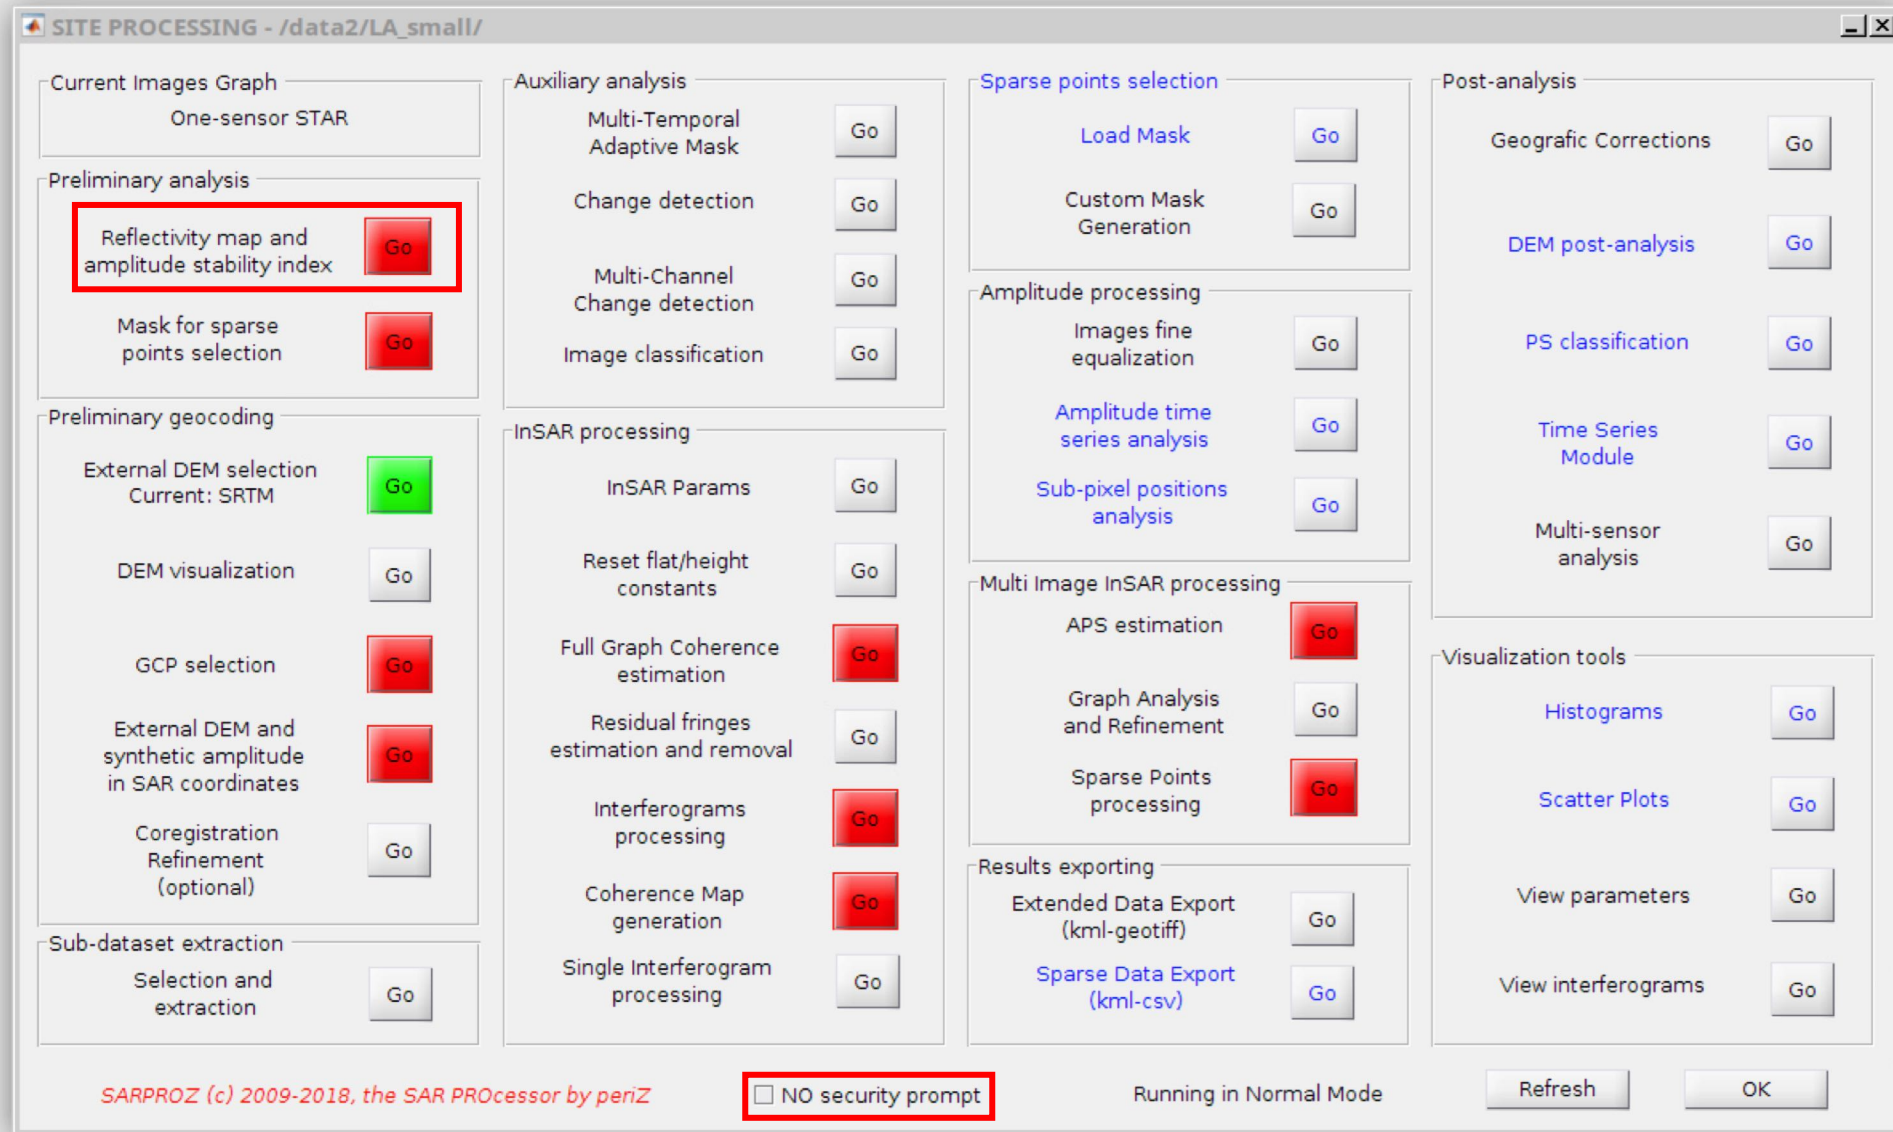 SITE PROCESSING - /data2/LA_small/
Current Images Graph
One-sensor STAR
Preliminary analysis
Reflectivity map and
amplitude stability index
Go
Mask for sparse
points selection
Go
Preliminary geocoding
External DEM selection
Current: SRTM
Go
DEM visualization
Go
GCP selection
Go
External DEM and
synthetic amplitude
in SAR coordinates
Go
Coregistration
Refinement
(optional)
Go
Sub-dataset extraction
Selection and
extraction
Go
Auxiliary analysis
Multi-Temporal
Adaptive Mask
Go
Change detection
Go
Multi-Channel
Change detection
Go
Image classification
Go
InSAR processing
InSAR Params
Go
Reset flat/height
constants
Go
Full Graph Coherence
estimation
Go
Residual fringes
estimation and removal
Go
Interferograms
processing
Go
Coherence Map
generation
Go
Single Interferogram
processing
Go
Sparse points selection
Load Mask
Go
Custom Mask
Generation
Go
Amplitude processing
Images fine
equalization
Go
Amplitude time
series analysis
Go
Sub-pixel positions
analysis
Go
Multi Image InSAR processing
APS estimation
Go
Graph Analysis
and Refinement
Go
Sparse Points
processing
Go
Results exporting
Extended Data Export
(kml-geotiff)
Go
Sparse Data Export
(kml-csv)
Go
Post-analysis
Geografic Corrections
Go
DEM post-analysis
Go
PS classification
Go
Time Series
Module
Go
Multi-sensor
analysis
Go
Visualization tools
Histograms
Go
Scatter Plots
Go
View parameters
Go
View interferograms
Go
SARPROZ (c) 2009-2018, the SAR PROcessor by periZ
NO security prompt
Running in Normal Mode
Refresh
OK